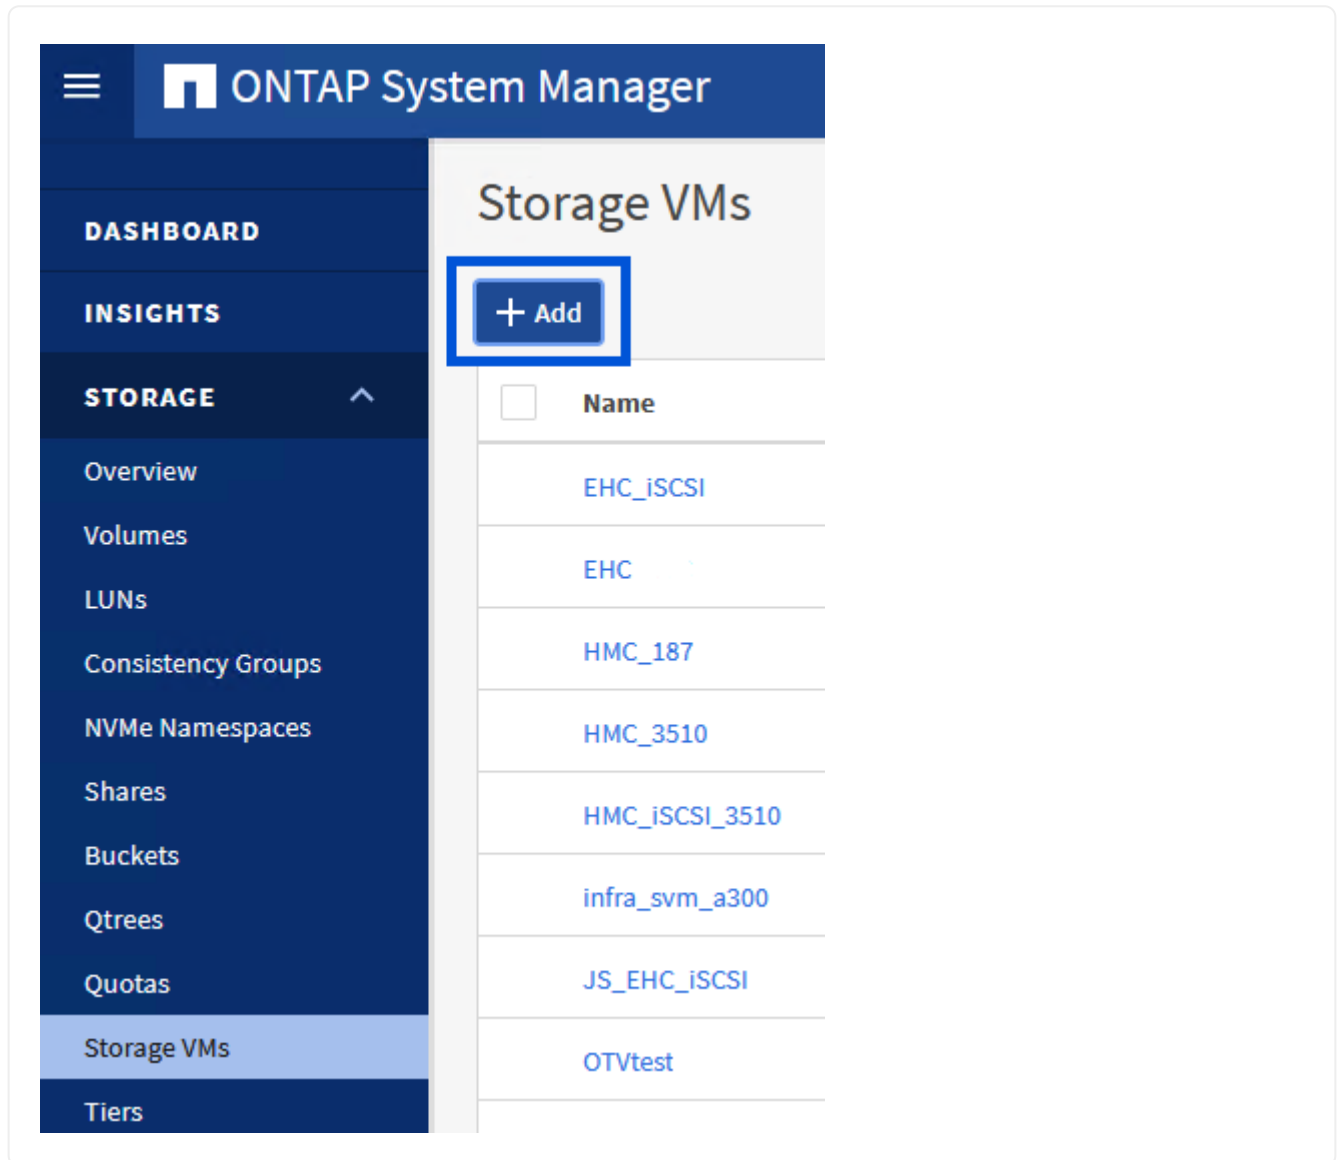 ONTAP System Manager
DASHBOARD
INSIGHTS
STORAGE
Overview
Volumes
LUNs
Consistency Groups
NVMe Namespaces
Shares
Buckets
Qtrees
Quotas
Storage VMs
Tiers
Storage VMs
+ Add
Name
EHC_iSCSI
EHC
HMC_187
HMC_3510
HMC_iSCSI_3510
infra_svm_a300
JS_EHC_iSCSI
OTVtest